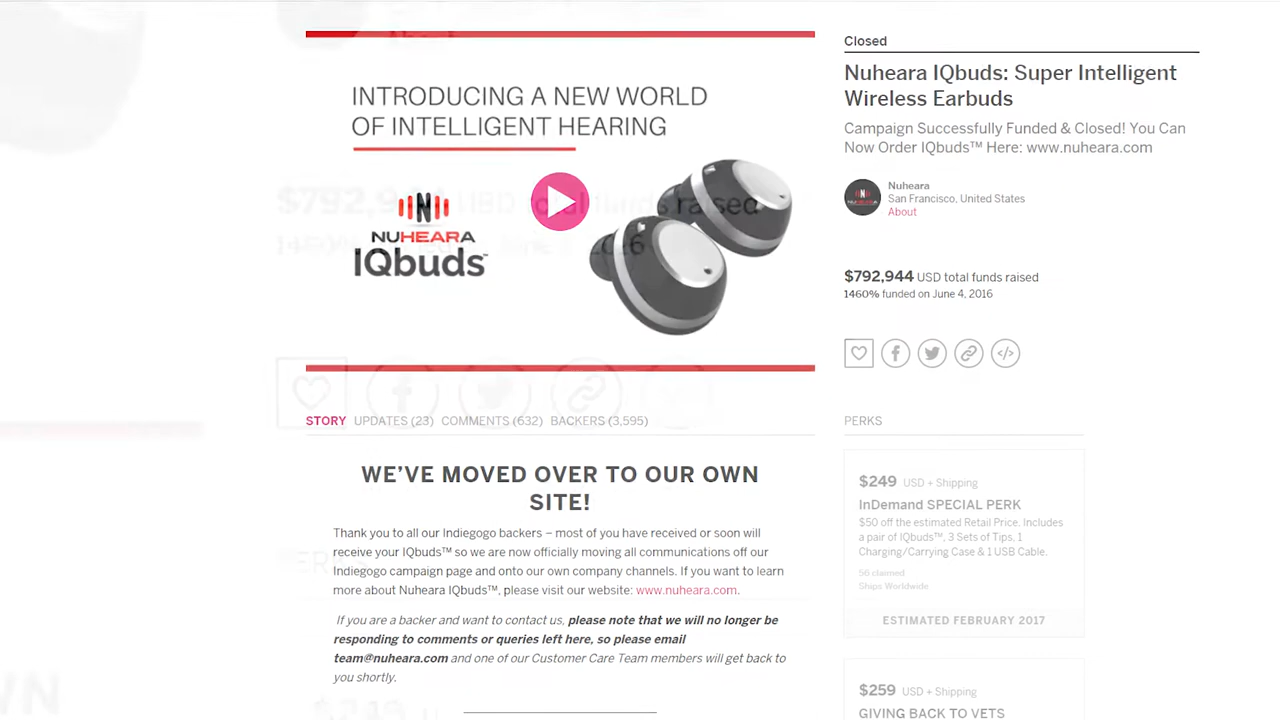 INTRODUCING A NEW WORLD
OF INTELLIGENT HEARING
N
NUHEARA
IQbuds™
Closed
Nuheara IQbuds: Super Intelligent
Wireless Earbuds
Campaign Successfully Funded & Closed! You Can
Now Order IQbuds™ Here: www.nuheara.com
Nuheara
San Francisco, United States
About
$792,944 USD total funds raised
1460% funded on June 4, 2016
STORY UPDATES (23) COMMENTS (632) BACKERS (3,595)
WE'VE MOVED OVER TO OUR OWN
SITE!
Thank you to all our Indiegogo backers – most of you have received or soon will
receive your IQbuds™ so we are now officially moving all communications off our
Indiegogo campaign page and onto our own company channels. If you want to learn
more about Nuheara IQbuds™, please visit our website: www.nuheara.com.
If you are a backer and want to contact us, please note that we will no longer be
responding to comments or queries left here, so please email
team@nuheara.com and one of our Customer Care Team members will get back to
you shortly.
PERKS
$249 USD + Shipping
InDemand SPECIAL PERK
$50 off the estimated Retail Price. Includes
a pair of IQbuds™, 3 Sets of Tips, 1
Charging/Carrying Case & 1 USB Cable.
56 claimed
Ships Worldwide
ESTIMATED FEBRUARY 2017
$259 USD + Shipping
GIVING BACK TO VETS